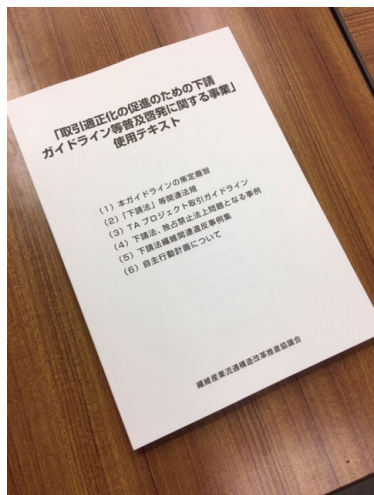 「取引適正化の促進のための下請
ガイドライン等普及啓発に関する事業」
使用テキスト
（1）本ガイドラインの策定趣旨
（2）「下請法」等関連法規
（3）TAプロジェクト取引ガイドライン
（4）下請法、独占禁止法上問題となる事例
（5）下請法繊維関連違反事例集
（6）自主行動計画について
繊維産業流通構造改革推進協議会